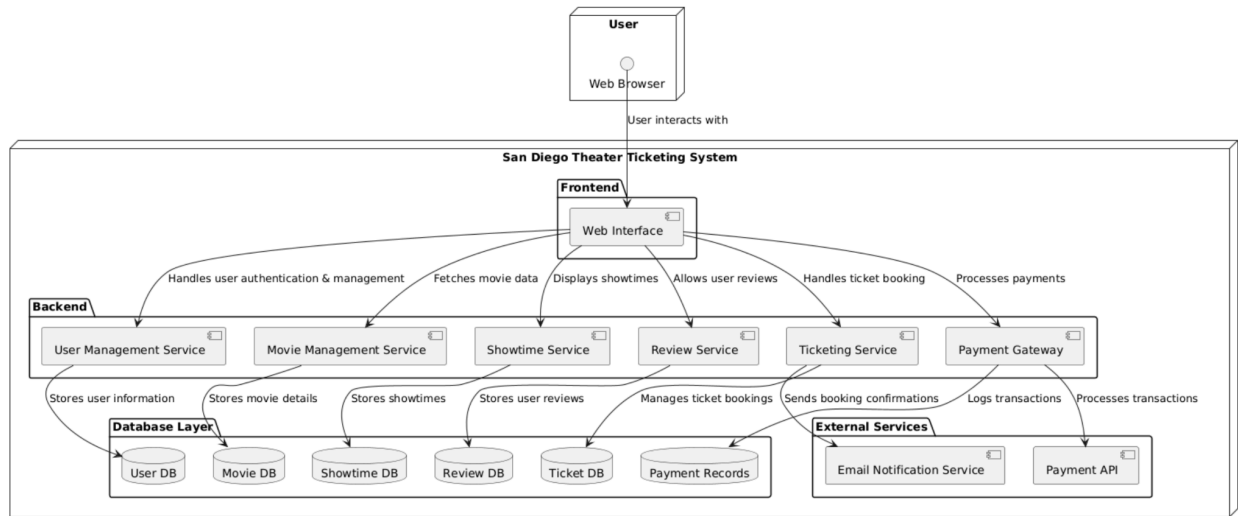 User
Web Browser
User interacts with
San Diego Theater Ticketing System
Frontend
Web Interface
Handles user authentication & management
Fetches movie data
Displays showtimes
Allows user reviews
Handles ticket booking
Processes payments
Backend
User Management Service
Movie Management Service
Showtime Service
Review Service
Ticketing Service
Payment Gateway
Stores user information
Stores movie details
Stores showtimes
Stores user reviews
Manages ticket bookings
Sends booking confirmations
Logs transactions
Processes transactions
Database Layer
External Services
User DB
Movie DB
Showtime DB
Review DB
Ticket DB
Payment Records
Email Notification Service
Payment API